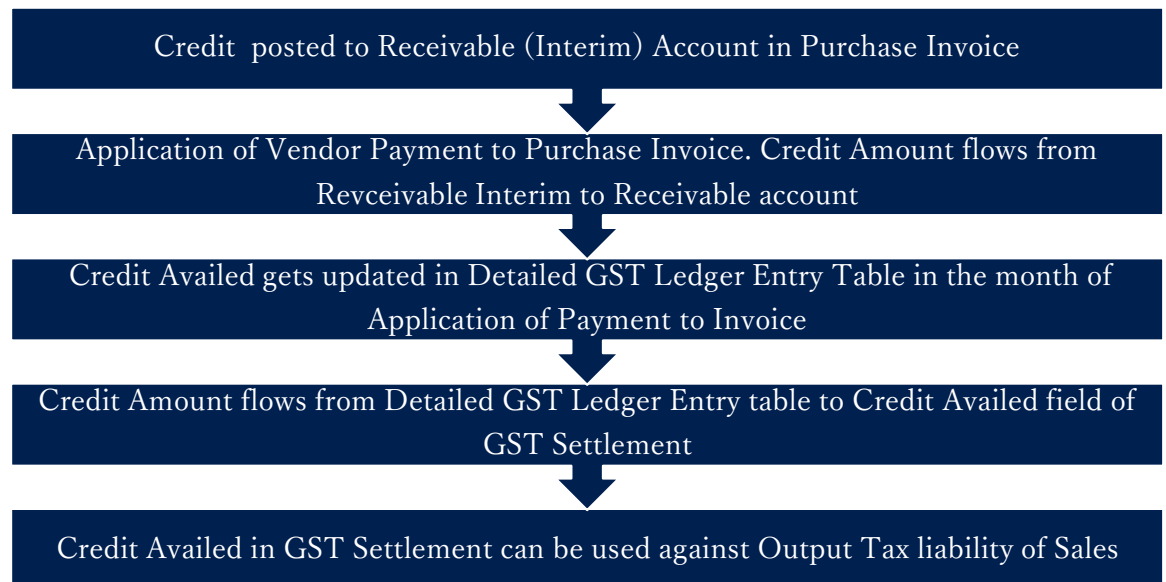 Credit  posted to Receivable (Interim) Account in Purchase Invoice
Application of Vendor Payment to Purchase Invoice. Credit Amount flows from
Revceivable Interim to Receivable account
Credit Availed gets updated in Detailed GST Ledger Entry Table in the month of
Application of Payment to Invoice
Credit Amount flows from Detailed GST Ledger Entry table to Credit Availed field of
GST Settlement
Credit Availed in GST Settlement can be used against Output Tax liability of Sales